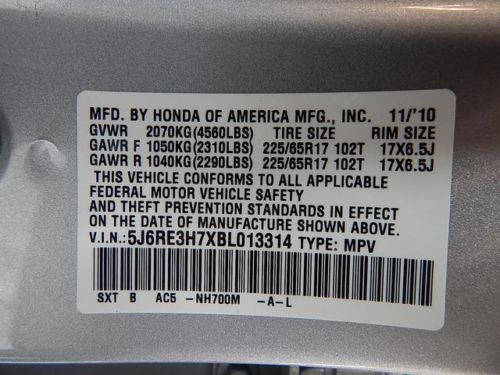 MFD. BY HONDA OF AMERICA MFG., INC. 11/'10
GVWR 2070KG(4560LBS) TIRE SIZE RIM SIZE
GAWR F 1050KG(2310LBS) 225/65R17 102T 17X6.5J
GAWR R 1040KG(2290LBS) 225/65R17 102T 17X6.5J
THIS VEHICLE CONFORMS TO ALL APPLICABLE
FEDERAL MOTOR VEHICLE SAFETY
AND THEFT PREVENTION STANDARDS IN EFFECT
ON THE DATE OF MANUFACTURE SHOWN ABOVE.
V.I.N.: 5J6RE3H7XBL013314 TYPE: MPV
SXT B AC5 -NH700M -A-L